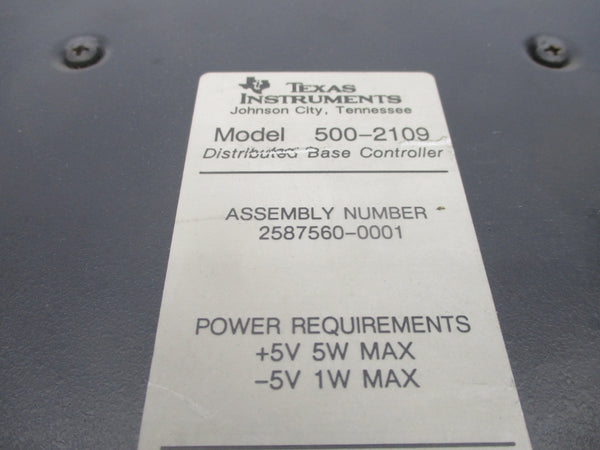 TEXAS
INSTRUMENTS
Johnson City, Tennessee
Model 500-2109
Distributed Base Controller
ASSEMBLY NUMBER
2587560-0001
POWER REQUIREMENTS
+5V 5W MAX
-5V 1W MAX